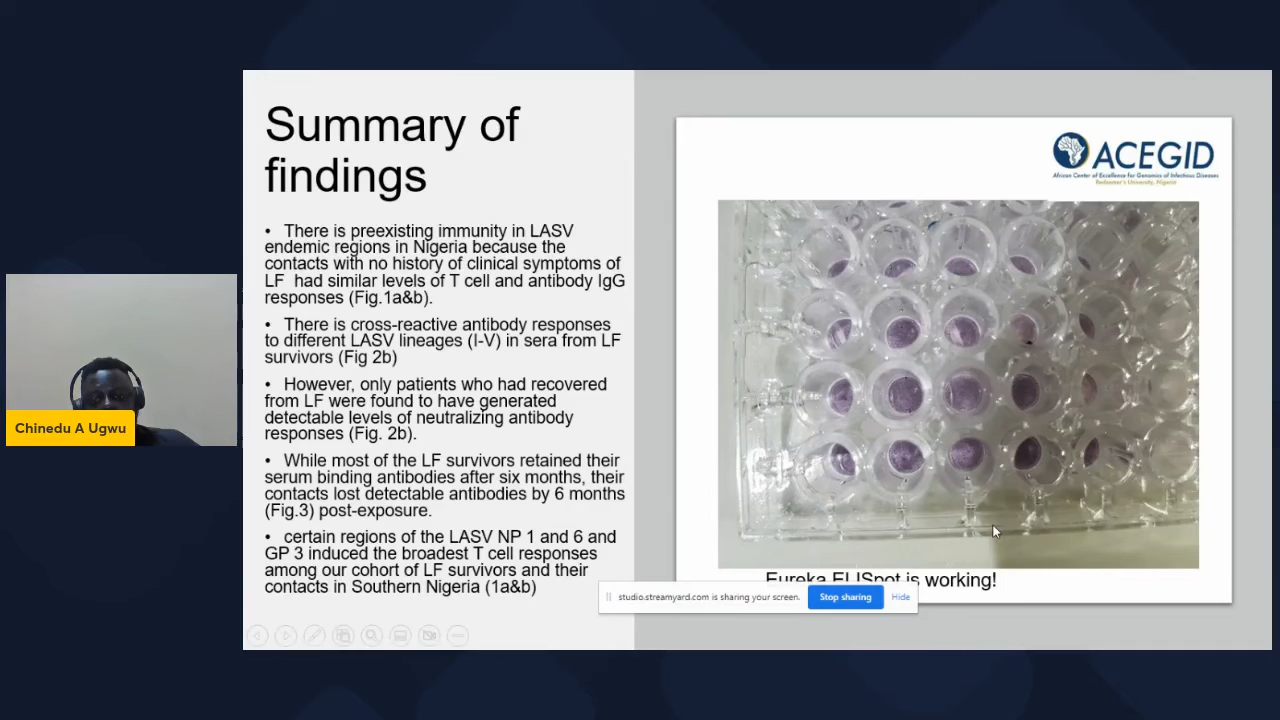 Summary of
findings
• There is preexisting immunity in LASV
endemic regions in Nigeria because the
contacts with no history of clinical symptoms of
LF had similar levels of T cell and antibody IgG
responses (Fig.1a&b).
• There is cross-reactive antibody responses
to different LASV lineages (I-V) in sera from LF
survivors (Fig 2b)
• However, only patients who had recovered
from LF were found to have generated
detectable levels of neutralizing antibody
responses (Fig. 2b).
• While most of the LF survivors retained their
serum binding antibodies after six months, their
contacts lost detectable antibodies by 6 months
(Fig.3) post-exposure.
• certain regions of the LASV NP 1 and 6 and
GP 3 induced the broadest T cell responses
among our cohort of LF survivors and their
contacts in Southern Nigeria (1a&b)
ACEGID
African Center of Excellence for Genomics of Infectious Diseases
Redeemer's University, Nigeria
Eureka ELISpot is working!
studio.streamyard.com is sharing your screen.
Stop sharing
Hide
Chinedu A Ugwu